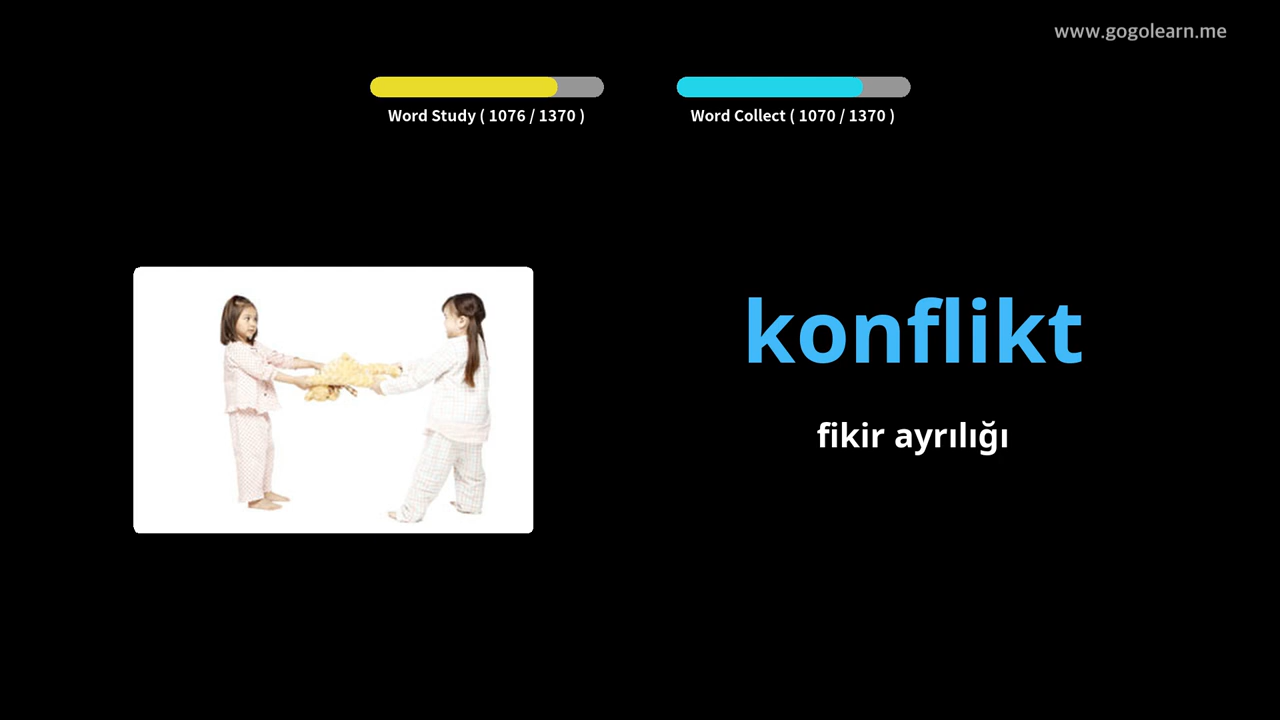 www.gogolearn.me
Word Study ( 1076 / 1370 )
Word Collect ( 1070 / 1370 )
konflikt
fikir ayrılığı